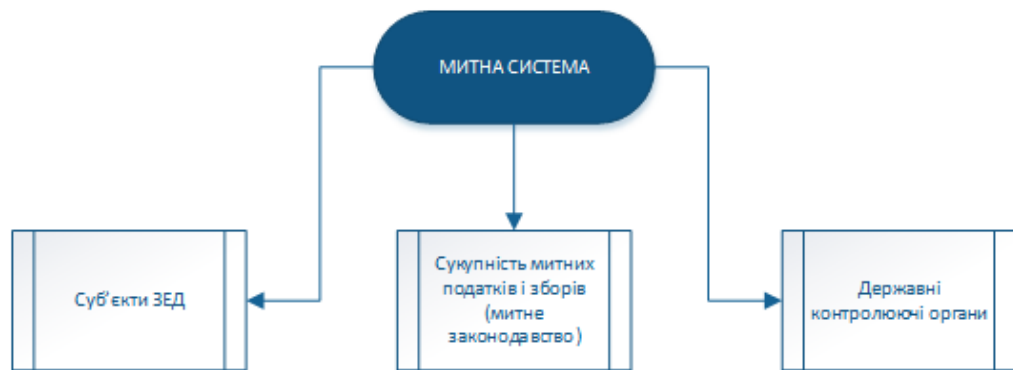 МИТНА СИСТЕМА
Суб'єкти ЗЕД
Сукупність митних
податків і зборів
(митне
законодавство)
Державні
контролюючі органи